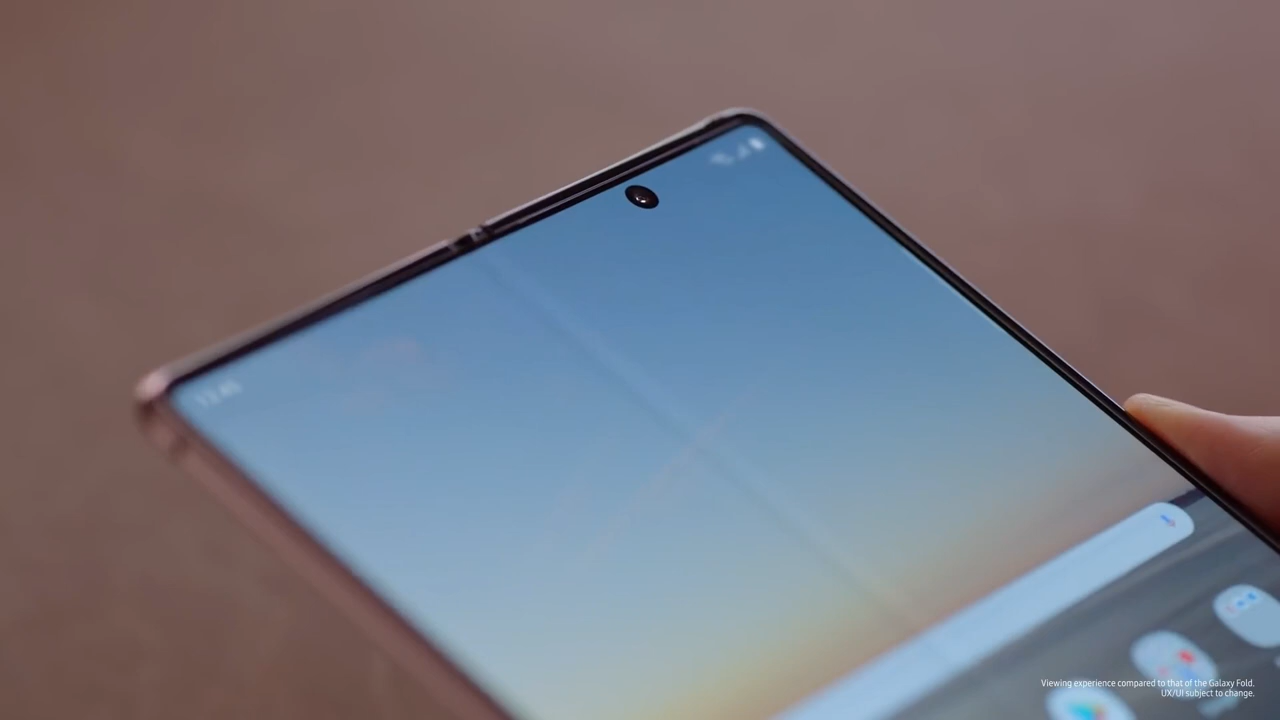 Viewing experience compared to that of the Galaxy Fold.
UX/UI subject to change.